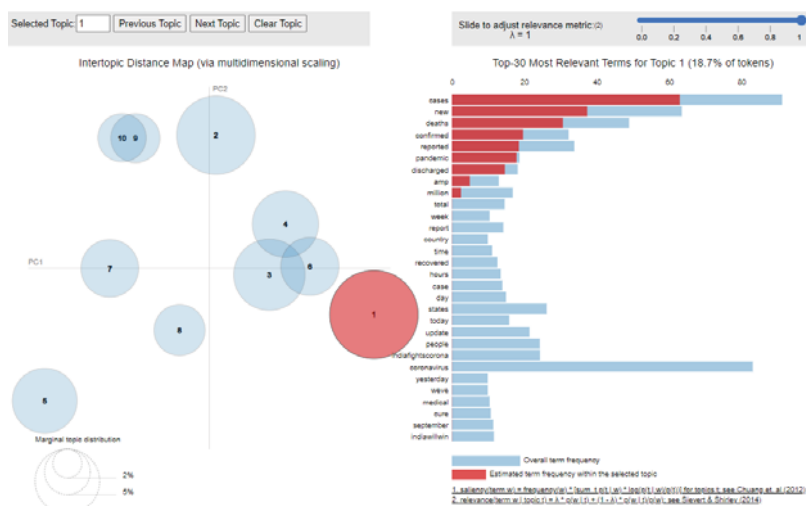 Selected Topic: 1 Previous Topic Next Topic Clear Topic
Slide to adjust relevance metric:(2)
λ = 1
0.0 0.2 0.4 0.6 0.8 1
Intertopic Distance Map (via multidimensional scaling)
PC2
PC1
10 9 2
4
7 3 6
1
8
5
Marginal topic distribution
2%
5%
Top-30 Most Relevant Terms for Topic 1 (18.7% of tokens)
0 20 40 60 80
cases
new
deaths
confirmed
reported
pandemic
discharged
amp
million
total
week
report
country
time
recovered
hours
case
day
states
today
update
people
indiafightscorona
coronavirus
yesterday
wave
medical
cure
september
indiawillwin
Overall term frequency
Estimated term frequency within the selected topic
1. saliency(term w) = frequency(w) * [sum_t p(t | w) * log(p(t | w)/p(t))] for topics t; see Chuang et. al (2012)
2. relevance(term w | topic t) = λ * p(w | t) + (1 - λ) * p(w | t)/p(w); see Sievert & Shirley (2014)